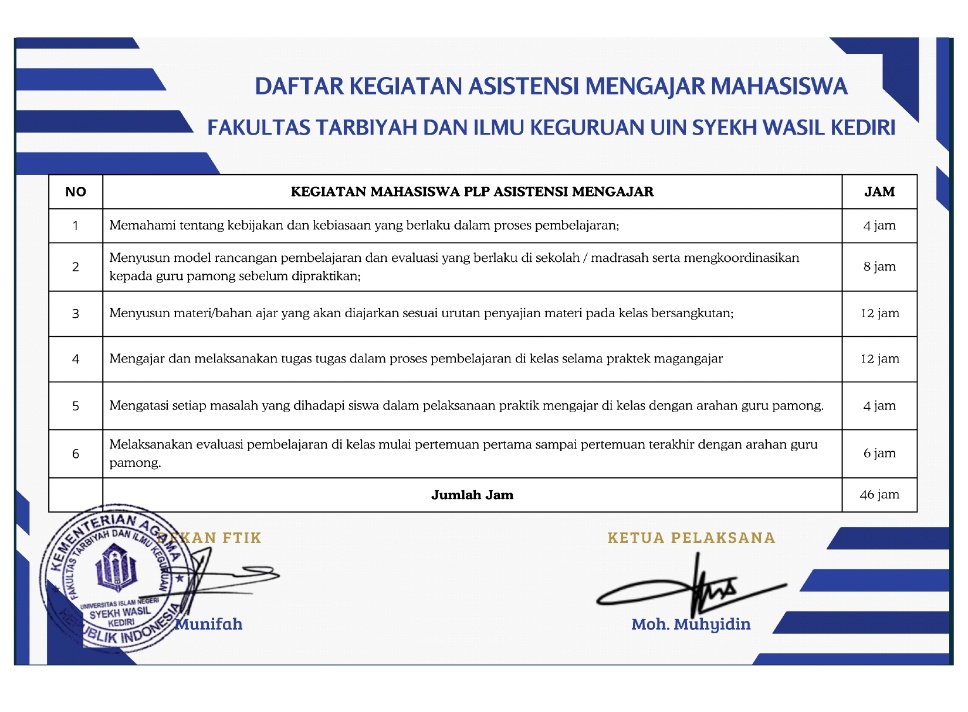 DAFTAR KEGIATAN ASISTENSI MENGAJAR MAHASISWA
FAKULTAS TARBIYAH DAN ILMU KEGURUAN UIN SYEKH WASIL KEDIRI
NO KEGIATAN MAHASISWA PLP ASISTENSI MENGAJAR JAM
1 Memahami tentang kebijakan dan kebiasaan yang berlaku dalam proses pembelajaran; 4 jam
2 Menyusun model rancangan pembelajaran dan evaluasi yang berlaku di sekolah / madrasah serta mengkoordinasikan
kepada guru pamong sebelum dipraktikan; 8 jam
3 Menyusun materi/bahan ajar yang akan diajarkan sesuai urutan penyajian materi pada kelas bersangkutan; 12 jam
4 Mengajar dan melaksanakan tugas tugas dalam proses pembelajaran di kelas selama praktek magangajar 12 jam
5 Mengatasi setiap masalah yang dihadapi siswa dalam pelaksanaan praktik mengajar di kelas dengan arahan guru pamong. 4 jam
6 Melaksanakan evaluasi pembelajaran di kelas mulai pertemuan pertama sampai pertemuan terakhir dengan arahan guru
pamong. 6 jam
Jumlah Jam 46 jam
DEKAN FTIK
KETUA PELAKSANA
KEMENTERIAN AGAMA
FAKULTAS TARBIYAH DAN ILMU KEGURUAN
UNIVERSITAS ISLAM NEGERI
SYEKH WASIL
KEDIRI
REPUBLIK INDONESIA
Munifah
Moh. Muhyidin